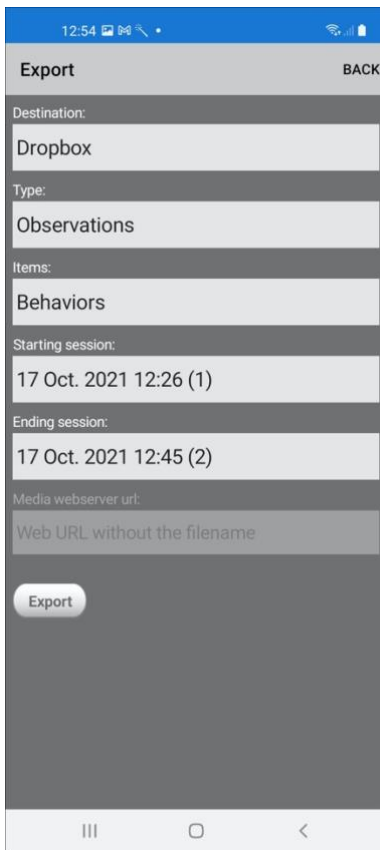 12:54
Export BACK
Destination:
Dropbox
Type:
Observations
Items:
Behaviors
Starting session:
17 Oct. 2021 12:26 (1)
Ending session:
17 Oct. 2021 12:45 (2)
Media webserver url:
Web URL without the filename
Export